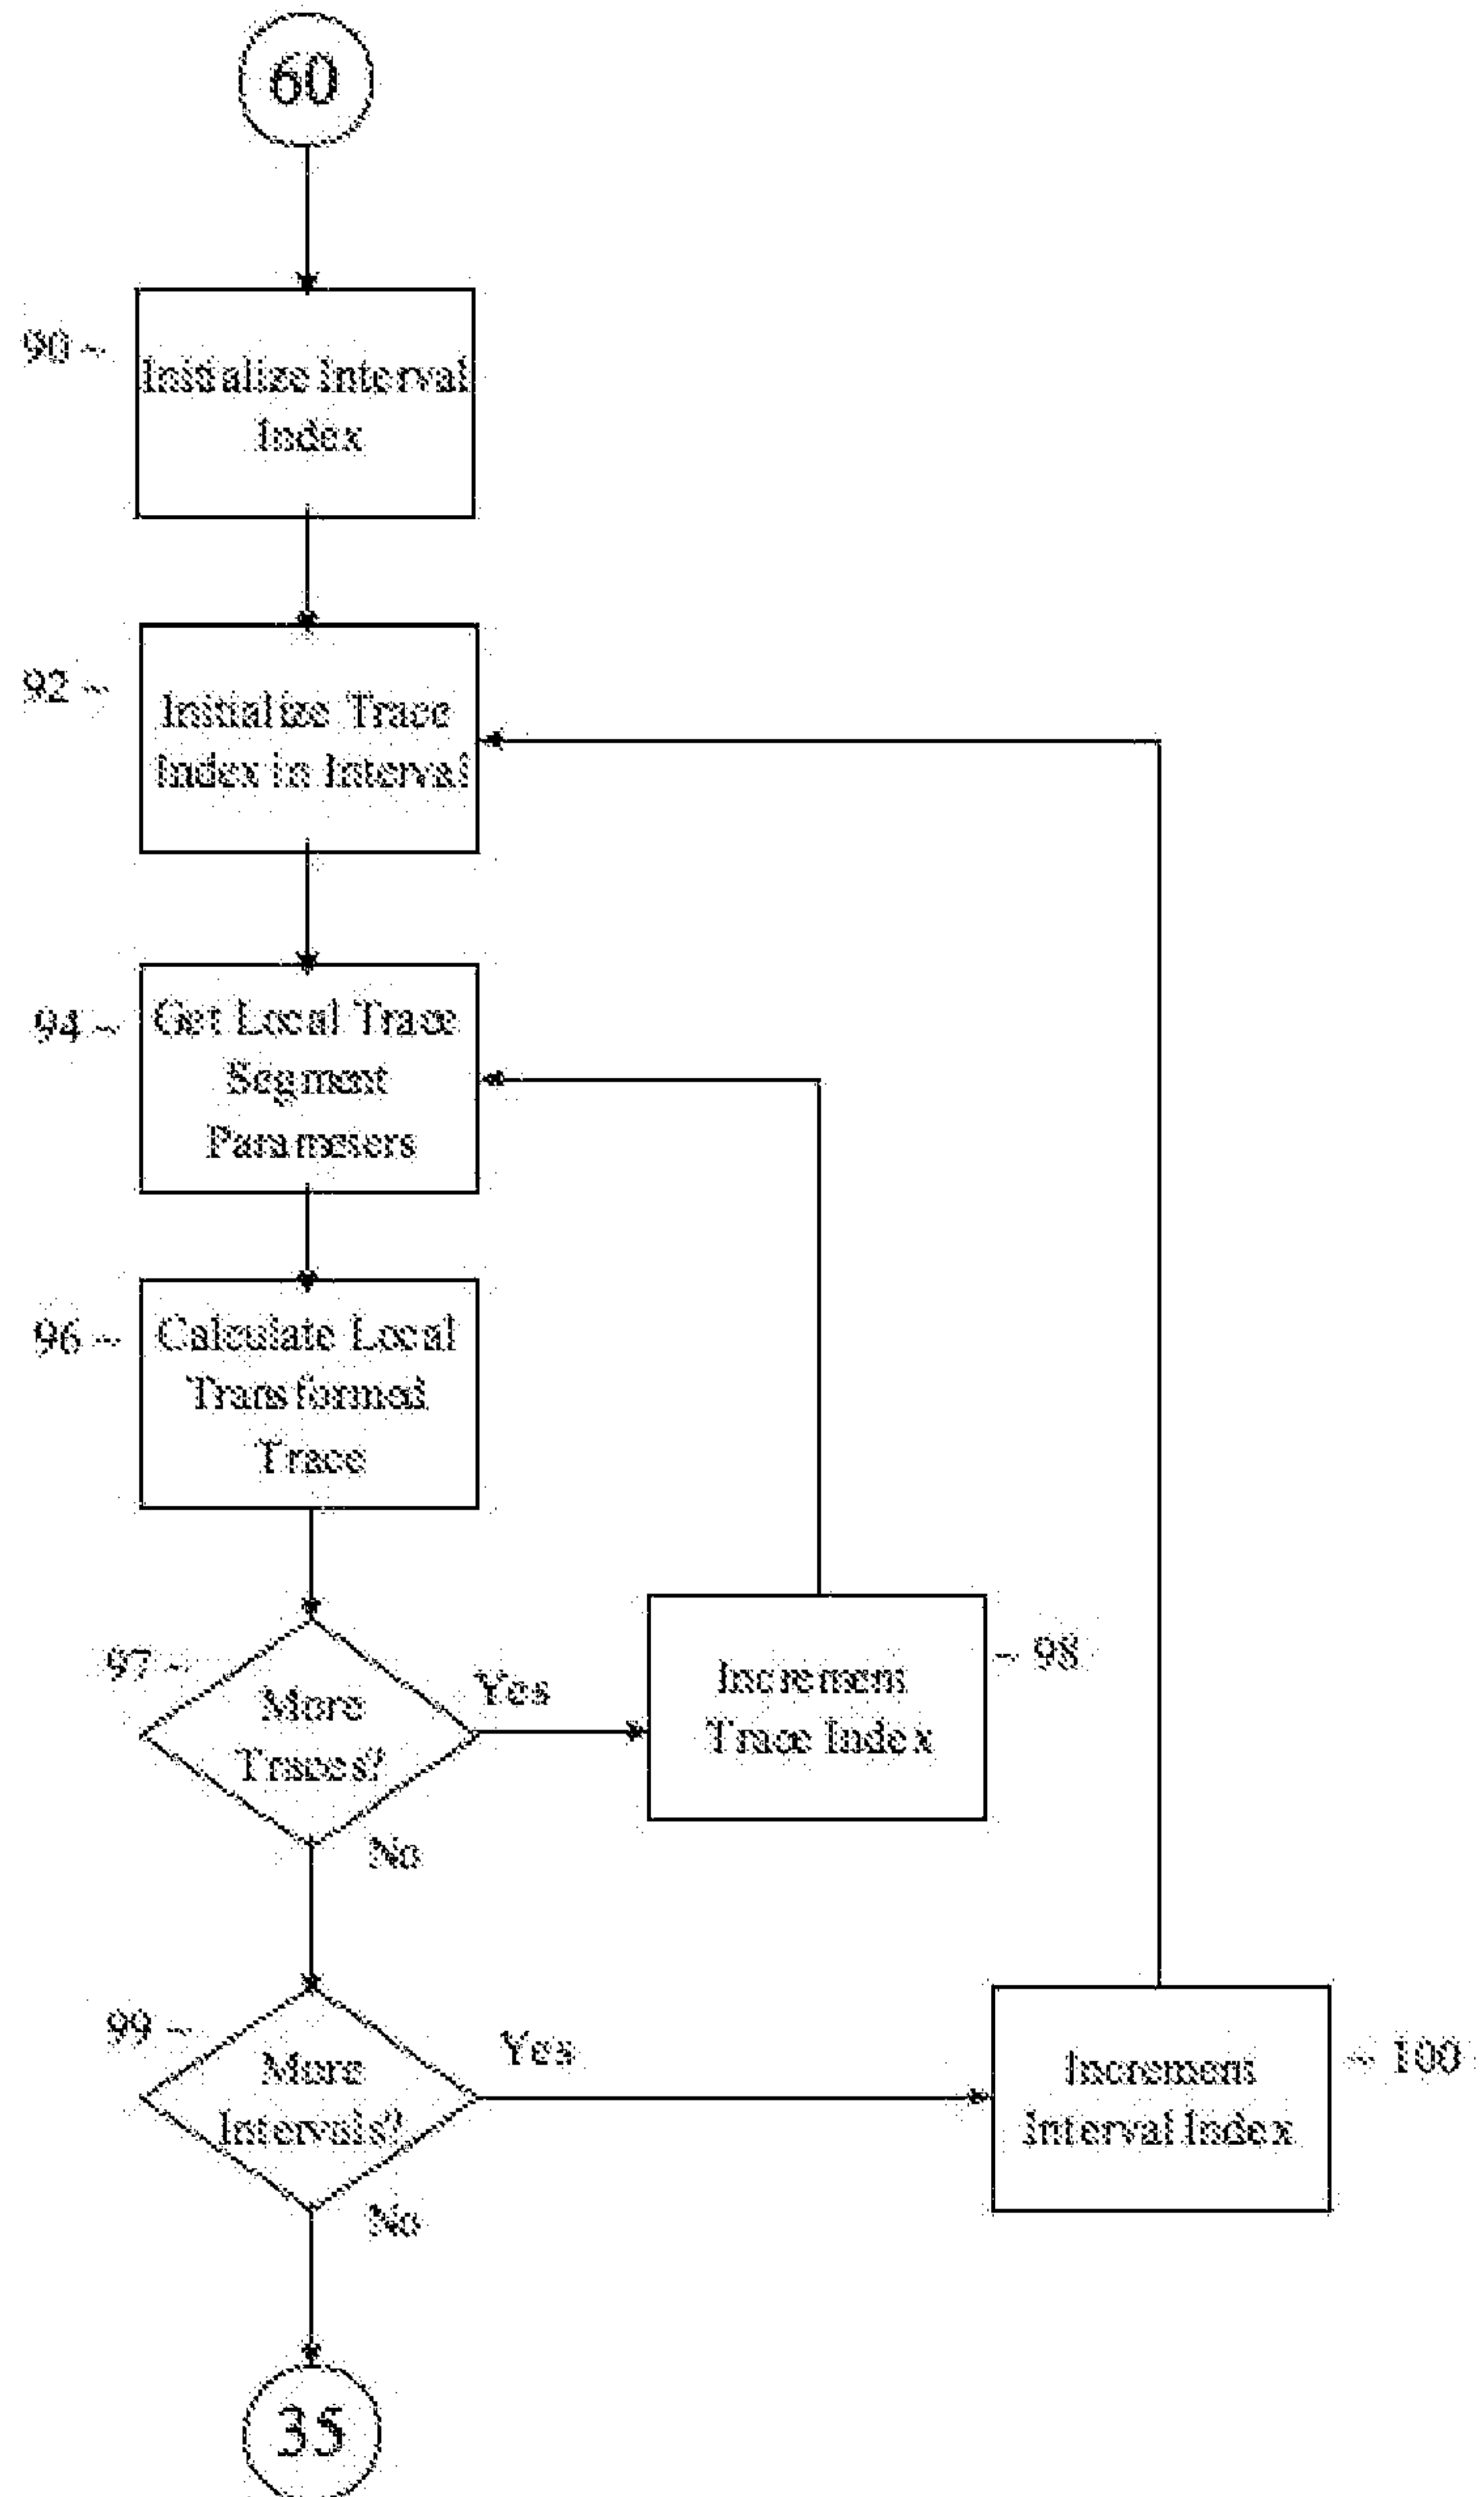 60
90 ~
Initialize Interval
Index
92 ~
Initialize Trace
Index in Interval
94 ~
Get Local Trace
Segment
Parameters
96 ~
Calculate Local
Transformed
Trace
97 ~
More
Traces?
Yes
Increment
Trace Index
~ 98
No
99 ~
More
Intervals?
Yes
Increment
Interval Index
~ 100
No
35